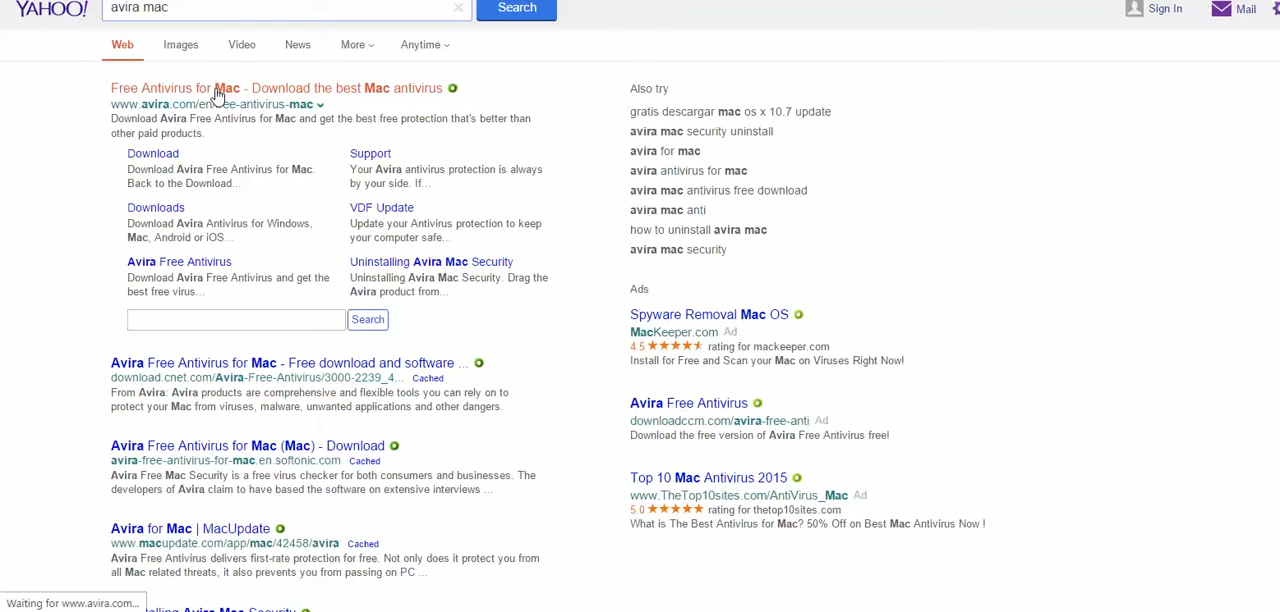 YAHOO!
avira mac
Search
Sign In
Mail
Web
Images
Video
News
More
Anytime
Free Antivirus for Mac - Download the best Mac antivirus
www.avira.com/en/free-antivirus-mac
Download Avira Free Antivirus for Mac and get the best free protection that's better than
other paid products.
Download
Download Avira Free Antivirus for Mac.
Back to the Download...
Support
Your Avira antivirus protection is always
by your side. If...
Downloads
Download Avira Antivirus for Windows,
Mac, Android or iOS...
VDF Update
Update your Antivirus protection to keep
your computer safe...
Avira Free Antivirus
Download Avira Free Antivirus and get the
best free virus...
Uninstalling Avira Mac Security
Uninstalling Avira Mac Security. Drag the
Avira product from...
Search
Avira Free Antivirus for Mac - Free download and software ...
download.cnet.com/Avira-Free-Antivirus/3000-2239_4... Cached
From Avira: Avira products are comprehensive and flexible tools you can rely on to
protect your Mac from viruses, malware, unwanted applications and other dangers.
Avira Free Antivirus for Mac (Mac) - Download
avira-free-antivirus-for-mac.en.softonic.com Cached
Avira Free Mac Security is a free virus checker for both consumers and businesses. The
developers of Avira claim to have based the software on extensive interviews ...
Avira for Mac | MacUpdate
www.macupdate.com/app/mac/42458/avira Cached
Avira Free Antivirus delivers first-rate protection for free. Not only does it protect you from
all Mac related threats, it also prevents you from passing on PC ...
Waiting for www.avira.com...
Avira Mac Security
Also try
gratis descargar mac os x 10.7 update
avira mac security uninstall
avira for mac
avira antivirus for mac
avira mac antivirus free download
avira mac anti
how to uninstall avira mac
avira mac security
Ads
Spyware Removal Mac OS
MacKeeper.com Ad
4.5 rating for mackeeper.com
Install for Free and Scan your Mac on Viruses Right Now!
Avira Free Antivirus
downloadccm.com/avira-free-anti Ad
Download the free version of Avira Free Antivirus free!
Top 10 Mac Antivirus 2015
www.TheTop10sites.com/AntiVirus_Mac Ad
5.0 rating for thetop10sites.com
What is The Best Antivirus for Mac? 50% Off on Best Mac Antivirus Now !